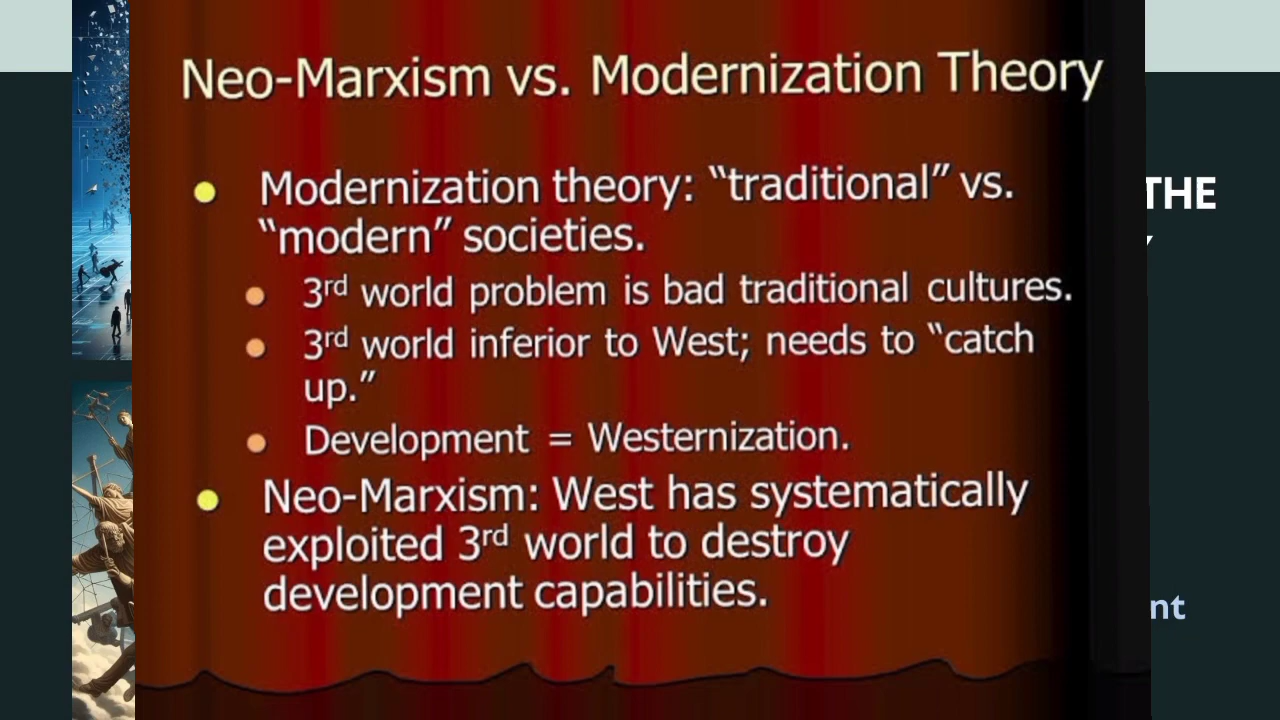 Neo-Marxism vs. Modernization Theory
Modernization theory: “traditional” vs.
“modern” societies.
3rd world problem is bad traditional cultures.
3rd world inferior to West; needs to “catch
up.”
Development = Westernization.
Neo-Marxism: West has systematically
exploited 3rd world to destroy
development capabilities.
THE
nt